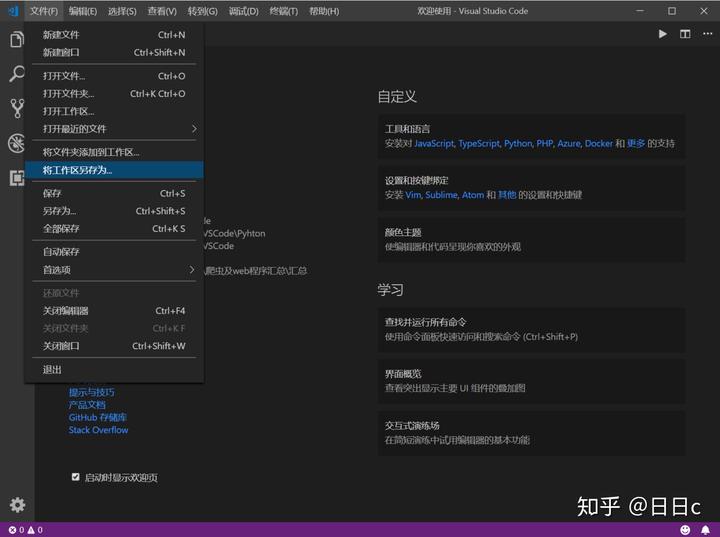 文件(F) 编辑(E) 选择(S) 查看(V) 转到(G) 调试(D) 终端(T) 帮助(H) 欢迎使用 - Visual Studio Code
新建文件 Ctrl+N
新建窗口 Ctrl+Shift+N
打开文件... Ctrl+O
打开文件夹... Ctrl+K Ctrl+O
打开工作区...
打开最近的文件
将文件夹添加到工作区...
将工作区另存为...
保存 Ctrl+S
另存为... Ctrl+Shift+S
全部保存 Ctrl+K S
自动保存
首选项
还原文件
关闭编辑器 Ctrl+F4
关闭文件夹 Ctrl+K F
关闭窗口 Ctrl+Shift+W
退出
\VSCode\Pyhton
\VSCode
\爬虫及web程序汇总\汇总
提示与技巧
产品文档
GitHub 存储库
Stack Overflow
启动时显示欢迎页
自定义
工具和语言
安装对 JavaScript, TypeScript, Python, PHP, Azure, Docker 和 更多 的支持
设置和按键绑定
安装 Vim, Sublime, Atom 和 其他 的设置和快捷键
颜色主题
使编辑器和代码呈现你喜欢的外观
学习
查找并运行所有命令
使用命令面板快速访问和搜索命令 (Ctrl+Shift+P)
界面概览
查看突出显示主要 UI 组件的叠加图
交互式演练场
在简短演练中试用编辑器的基本功能
知乎 @日日c
0 0